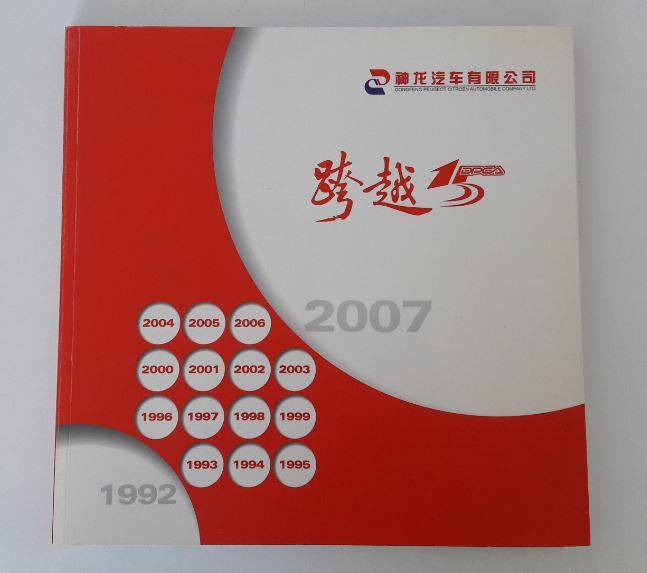 神龙汽车有限公司
DONGFENG PEUGEOT CITROEN AUTOMOBILE COMPANY LTD
跨越15 DPCA
2007
2004 2005 2006
2000 2001 2002 2003
1996 1997 1998 1999
1993 1994 1995
1992